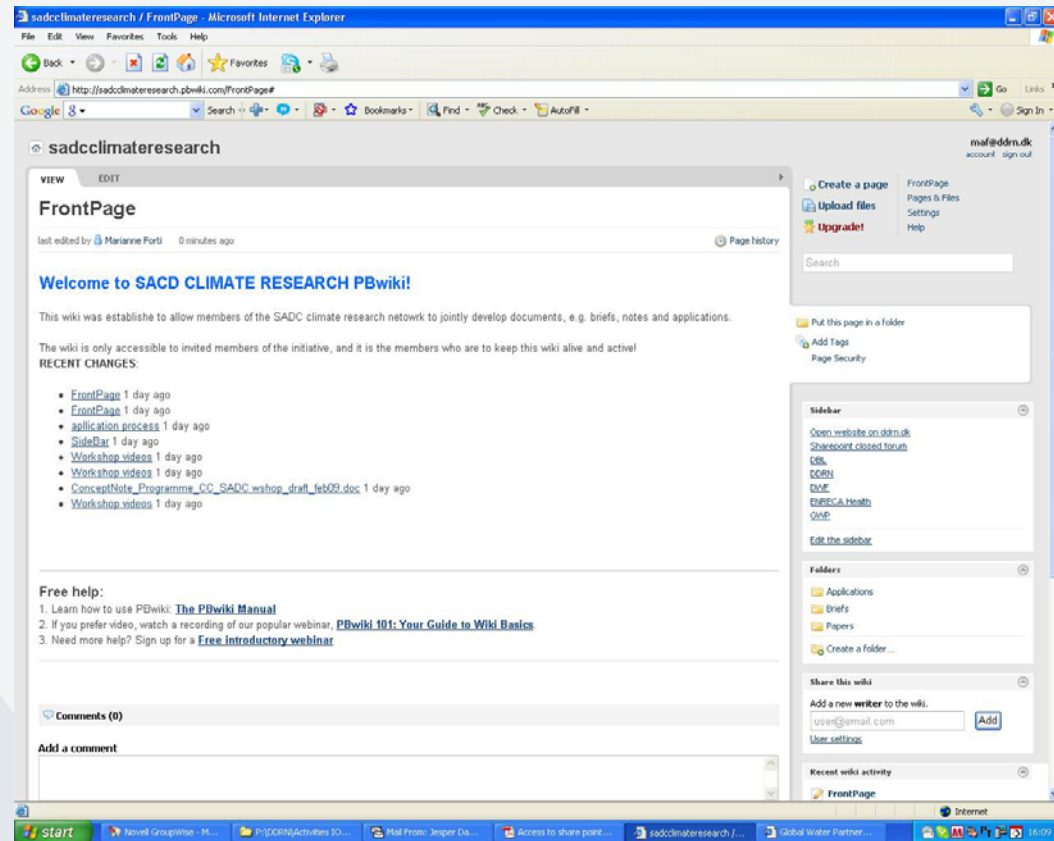 sadcclimateresearch / FrontPage - Microsoft Internet Explorer
File Edit View Favorites Tools Help
Back Favorites
Address http://sadcclimateresearch.pbwiki.com/FrontPage# Go Links
Google Search Bookmarks Find Check AutoFill Sign In
sadcclimateresearch
maf@ddrn.dk
account sign out
VIEW EDIT
FrontPage
last edited by Marianne Forti 0 minutes ago Page history
Welcome to SACD CLIMATE RESEARCH PBwiki!
This wiki was establishe to allow members of the SADC climate research netowrk to jointly develop documents, e.g. briefs, notes and applications.
The wiki is only accessible to invited members of the initiative, and it is the members who are to keep this wiki alive and active!
RECENT CHANGES:
FrontPage 1 day ago
FrontPage 1 day ago
apllication process 1 day ago
SideBar 1 day ago
Workshop videos 1 day ago
Workshop videos 1 day ago
ConceptNote_Programme_CC_SADC wshop_draft_feb09.doc 1 day ago
Workshop videos 1 day ago
Free help:
1. Learn how to use PBwiki: The PBwiki Manual
2. If you prefer video, watch a recording of our popular webinar, PBwiki 101: Your Guide to Wiki Basics.
3. Need more help? Sign up for a Free introductory webinar
Comments (0)
Add a comment
Create a page
Upload files
Upgrade!
FrontPage
Pages & Files
Settings
Help
Search
Put this page in a folder
Add Tags
Page Security
Sidebar
Open website on ddrn.dk
Sharepoint closed forum
DBL
DDRN
DWF
ENRECA Health
GWP
Edit the sidebar
Folders
Applications
Briefs
Papers
Create a folder...
Share this wiki
Add a new writer to the wiki.
user@email.com Add
User settings
Recent wiki activity
FrontPage
Internet
start Novell GroupWise - M... P:\DDRN\Activities IO... Mail From: Jesper Da... Access to share point... sadcclimateresearch /... Global Water Partner... 16:09